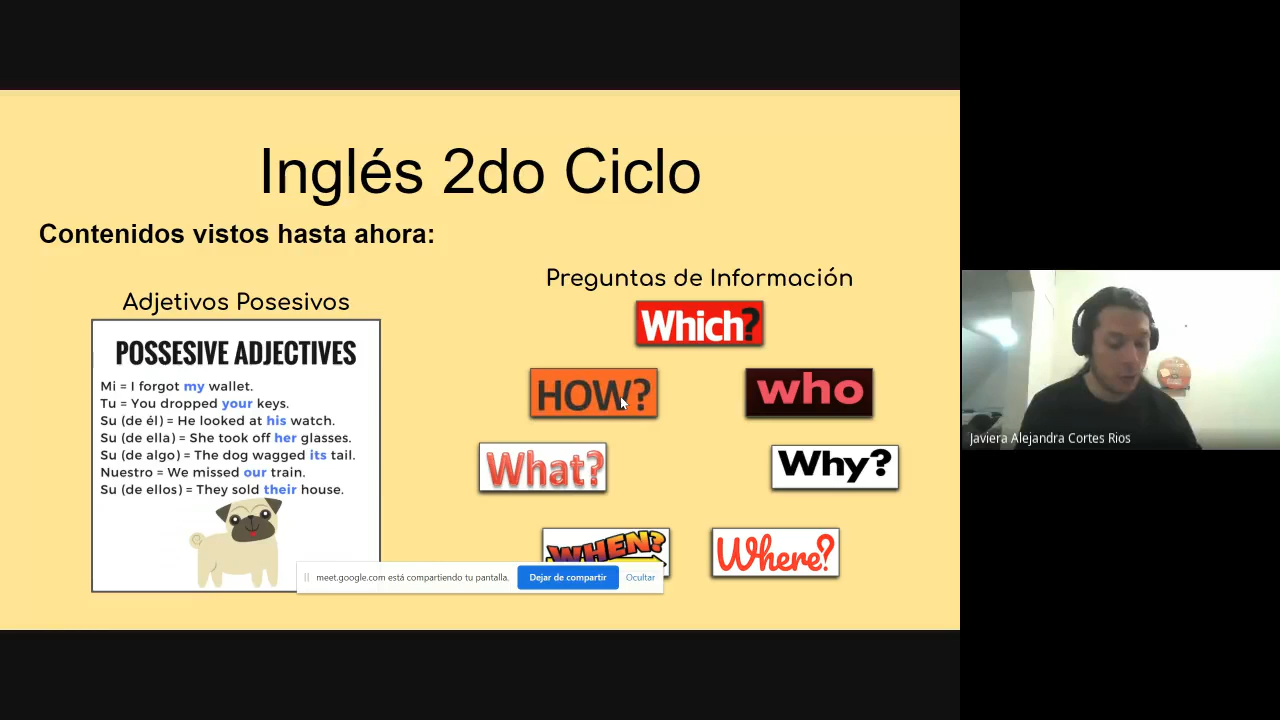 Inglés 2do Ciclo
Contenidos vistos hasta ahora:
Adjetivos Posesivos
POSSESIVE ADJECTIVES
Mi = I forgot my wallet.
Tu = You dropped your keys.
Su (de él) = He looked at his watch.
Su (de ella) = She took off her glasses.
Su (de algo) = The dog wagged its tail.
Nuestro = We missed our train.
Su (de ellos) = They sold their house.
Preguntas de Información
Which?
HOW?
who
What?
Why?
WHEN?
Where?
meet.google.com está compartiendo tu pantalla.
Dejar de compartir
Ocultar
Javiera Alejandra Cortes Rios